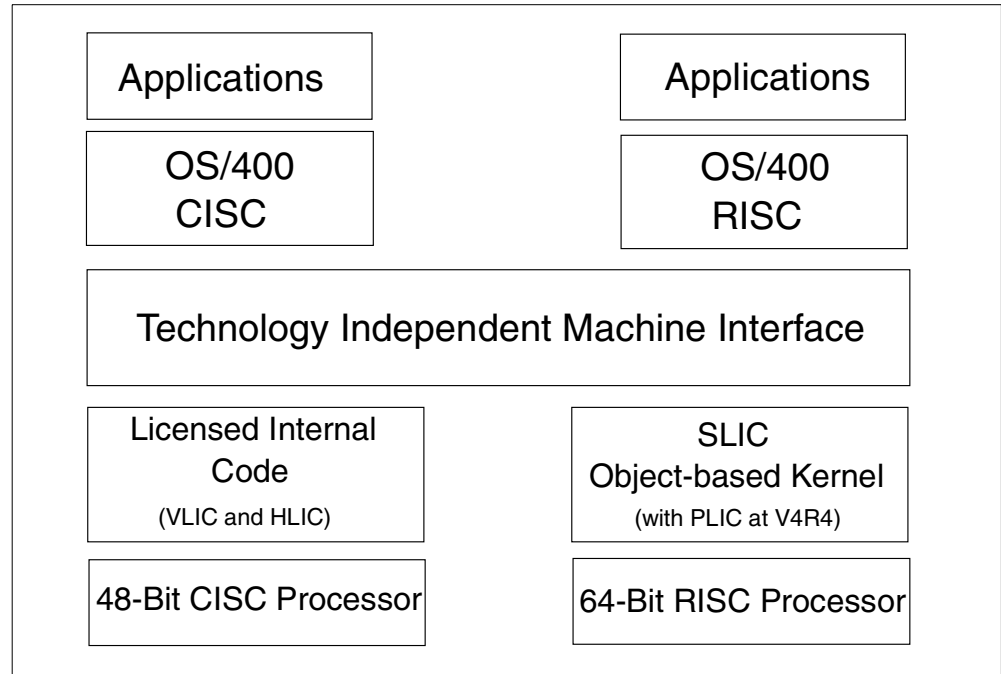 Applications
Applications
OS/400
CISC
OS/400
RISC
Technology Independent Machine Interface
Licensed Internal
Code
(VLIC and HLIC)
SLIC
Object-based Kernel
(with PLIC at V4R4)
48-Bit CISC Processor
64-Bit RISC Processor